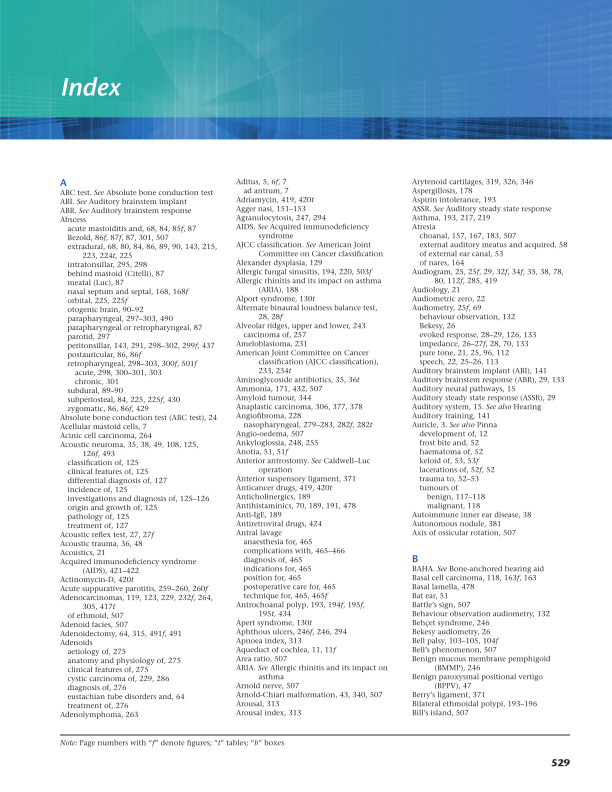 Index
A
ABC test. See Absolute bone conduction test
ABI. See Auditory brainstem implant
ABR. See Auditory brainstem response
Abscess
acute mastoiditis and, 68, 84, 85f, 87
Bezold, 86f, 87f, 87, 301, 507
extradural, 68, 80, 84, 86, 89, 90, 143, 215,
223, 224t, 225
intratonsillar, 295, 298
behind mastoid (Citelli), 87
meatal (Luc), 87
nasal septum and septal, 168, 168f
orbital, 225, 225f
otogenic brain, 90–92
parapharyngeal, 297–303, 490
parapharyngeal or retropharyngeal, 87
parotid, 297
peritonsillar, 143, 291, 298–302, 299f, 437
postauricular, 86, 86f
retropharyngeal, 298–303, 300f, 501f
acute, 298, 300–301, 303
chronic, 301
subdural, 89–90
subperiosteal, 84, 225, 225f, 430
zygomatic, 86, 86f, 429
Absolute bone conduction test (ABC test), 24
Acellular mastoid cells, 7
Acinic cell carcinoma, 264
Acoustic neuroma, 35, 38, 49, 108, 125,
126f, 493
classification of, 125
clinical features of, 125
differential diagnosis of, 127
incidence of, 125
investigations and diagnosis of, 125–126
origin and growth of, 125
pathology of, 125
treatment of, 127
Acoustic reflex test, 27, 27f
Acoustic trauma, 36, 48
Acoustics, 21
Acquired immunodeficiency syndrome
(AIDS), 421–422
Actinomycin-D, 420t
Acute suppurative parotitis, 259–260, 260f
Adenocarcinomas, 119, 123, 229, 232f, 264,
305, 417t
of ethmoid, 507
Adenoid facies, 507
Adenoidectomy, 64, 315, 491f, 491
Adenoids
aetiology of, 275
anatomy and physiology of, 275
clinical features of, 275
cystic carcinoma of, 229, 286
diagnosis of, 276
eustachian tube disorders and, 64
treatment of, 276
Adenolymphoma, 263
Aditus, 5, 6f, 7
ad antrum, 7
Adriamycin, 419, 420t
Agger nasi, 151–153
Agranulocytosis, 247, 294
AIDS. See Acquired immunodeficiency
syndrome
AJCC classification. See American Joint
Committee on Cancer classification
Alexander dysplasia, 129
Allergic fungal sinusitis, 194, 220, 503f
Allergic rhinitis and its impact on asthma
(ARIA), 188
Alport syndrome, 130t
Alternate binaural loudness balance test,
28, 28f
Alveolar ridges, upper and lower, 243
carcinoma of, 257
Ameloblastoma, 231
American Joint Committee on Cancer
classification (AJCC classification),
233, 234t
Aminoglycoside antibiotics, 35, 36t
Ammonia, 171, 432, 507
Amyloid tumour, 344
Anaplastic carcinoma, 306, 377, 378
Angiofibroma, 228
nasopharyngeal, 279–283, 282f, 282t
Angio-oedema, 507
Ankyloglossia, 248, 255
Anotia, 51, 51f
Anterior antrostomy. See Caldwell–Luc
operation
Anterior suspensory ligament, 371
Anticancer drugs, 419, 420t
Anticholinergics, 189
Antihistaminics, 70, 189, 191, 478
Anti-IgE, 189
Antiretroviral drugs, 424
Antral lavage
anaesthesia for, 465
complications with, 465–466
diagnosis of, 465
indications for, 465
position for, 465
postoperative care for, 465
technique for, 465, 465f
Antrochoanal polyp, 193, 194f, 195f,
195t, 434
Apert syndrome, 130t
Aphthous ulcers, 246f, 246, 294
Apnoea index, 313
Aqueduct of cochlea, 11, 11f
Area ratio, 507
ARIA. See Allergic rhinitis and its impact on
asthma
Arnold nerve, 507
Arnold-Chiari malformation, 43, 340, 507
Arousal, 313
Arousal index, 313
Arytenoid cartilages, 319, 326, 346
Aspergillosis, 178
Aspirin intolerance, 193
ASSR. See Auditory steady state response
Asthma, 193, 217, 219
Atresia
choanal, 157, 167, 183, 507
external auditory meatus and acquired, 58
of external ear canal, 53
of nares, 164
Audiogram, 25, 25f, 29, 32f, 34f, 35, 38, 78,
80, 112f, 285, 419
Audiology, 21
Audiometric zero, 22
Audiometry, 25f, 69
behaviour observation, 132
Bekesy, 26
evoked response, 28–29, 126, 133
impedance, 26–27f, 28, 70, 133
pure tone, 21, 25, 96, 112
speech, 22, 25–26, 113
Auditory brainstem implant (ABI), 141
Auditory brainstem response (ABR), 29, 133
Auditory neural pathways, 15
Auditory steady state response (ASSR), 29
Auditory system, 15. See also Hearing
Auditory training, 141
Auricle, 3. See also Pinna
development of, 12
frost bite and, 52
haematoma of, 52
keloid of, 53, 53f
lacerations of, 52f, 52
trauma to, 52–53
tumours of
benign, 117–118
malignant, 118
Autoimmune inner ear disease, 38
Autonomous nodule, 381
Axis of ossicular rotation, 507
B
BAHA. See Bone-anchored hearing aid
Basal cell carcinoma, 118, 163f, 163
Basal lamella, 478
Bat ear, 51
Battle's sign, 507
Behaviour observation audiometry, 132
Behçet syndrome, 246
Bekesy audiometry, 26
Bell palsy, 103–105, 104f
Bell's phenomenon, 507
Benign mucous membrane pemphigoid
(BMMP), 246
Benign paroxysmal positional vertigo
(BPPV), 47
Berry's ligament, 371
Bilateral ethmoidal polypi, 193–196
Bill's island, 507
Note: Page numbers with "f" denote figures; "t" tables; "b" boxes
529